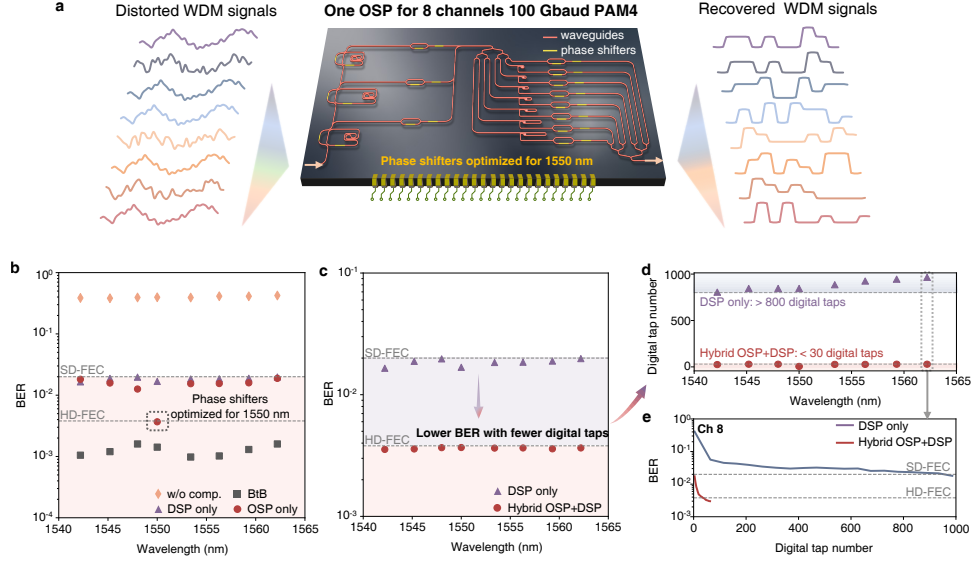 a
Distorted WDM signals
One OSP for 8 channels 100 Gbaud PAM4
Recovered WDM signals
waveguides
phase shifters
Phase shifters optimized for 1550 nm
b
10^0
10^-1
10^-2
10^-3
10^-4
BER
SD-FEC
HD-FEC
Phase shifters
optimized for 1550 nm
w/o comp.
BtB
DSP only
OSP only
1540
1545
1550
1555
1560
1565
Wavelength (nm)
c
10^-1
10^-2
10^-3
BER
SD-FEC
HD-FEC
Lower BER with fewer digital taps
DSP only
Hybrid OSP+DSP
1540
1545
1550
1555
1560
1565
Wavelength (nm)
d
1000
500
0
Digital tap number
DSP only: > 800 digital taps
Hybrid OSP+DSP: < 30 digital taps
1540
1545
1550
1555
1560
1565
Wavelength (nm)
e
10^0
10^-1
10^-2
10^-3
BER
Ch 8
DSP only
Hybrid OSP+DSP
SD-FEC
HD-FEC
0
200
400
600
800
1000
Digital tap number